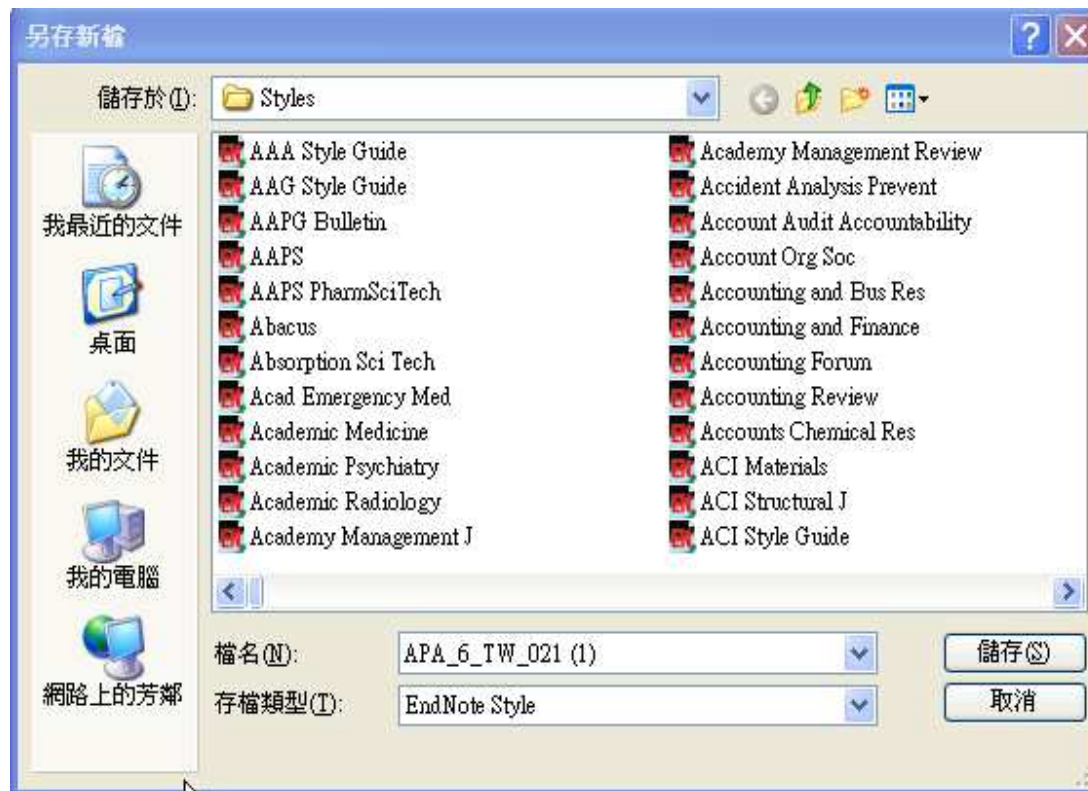 另存新檔
儲存於(I):
Styles
我最近的文件
桌面
我的文件
我的電腦
網路上的芳鄰
AAA Style Guide
AAG Style Guide
AAPG Bulletin
AAPS
AAPS PharmSciTech
Abacus
Absorption Sci Tech
Acad Emergency Med
Academic Medicine
Academic Psychiatry
Academic Radiology
Academy Management J
Academy Management Review
Accident Analysis Prevent
Account Audit Accountability
Account Org Soc
Accounting and Bus Res
Accounting and Finance
Accounting Forum
Accounting Review
Accounts Chemical Res
ACI Materials
ACI Structural J
ACI Style Guide
檔名(N):
APA_6_TW_021 (1)
儲存(S)
存檔類型(T):
EndNote Style
取消